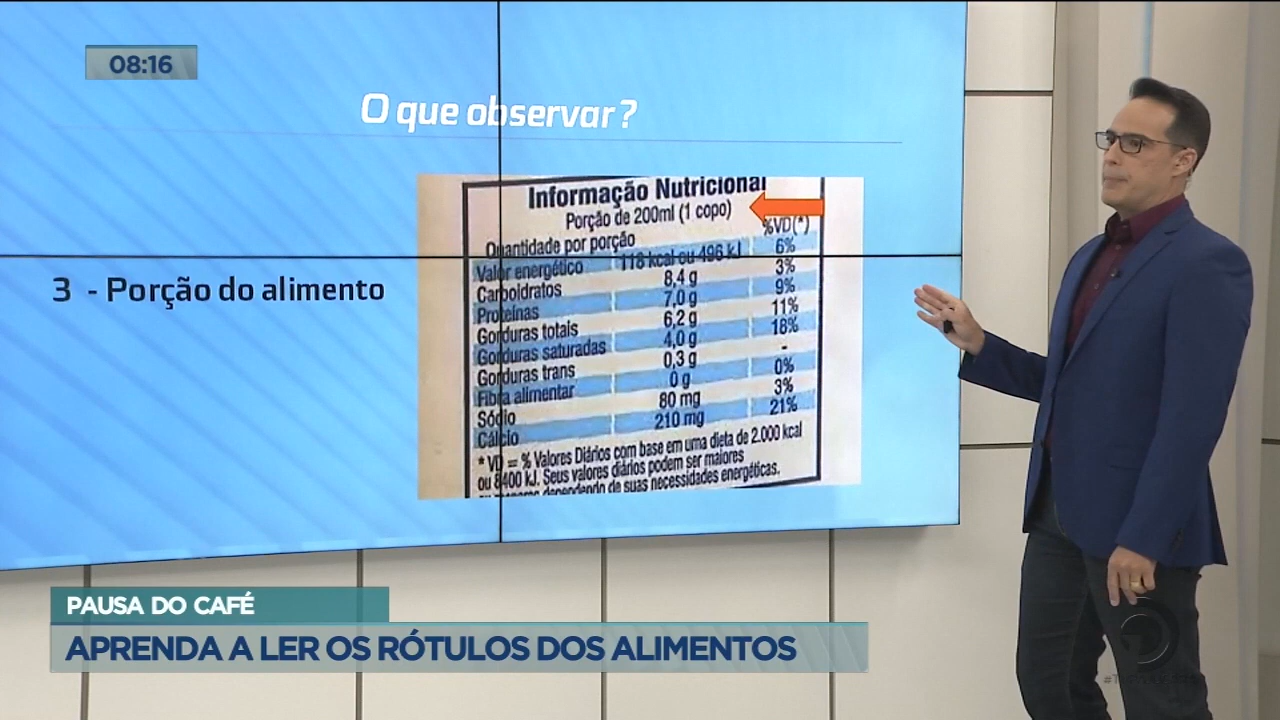 08:16
O que observar?
3 - Porção do alimento
Informação Nutricional
Porção de 200ml (1 copo)
Quantidade por porção %VD(*)
Valor energético 118 kcal ou 496 kJ 6%
Carboidratos 8,4 g 3%
Proteínas 7,0 g 9%
Gorduras totais 6,2 g 11%
Gorduras saturadas 4,0 g 18%
Gorduras trans 0,3 g -
Fibra alimentar 0 g 0%
Sódio 80 mg 3%
Cálcio 210 mg 21%
* VD = % Valores Diários com base em uma dieta de 2.000 kcal
ou 8400 kJ. Seus valores diários podem ser maiores
dependendo de suas necessidades energéticas.
PAUSA DO CAFÉ
APRENDA A LER OS RÓTULOS DOS ALIMENTOS